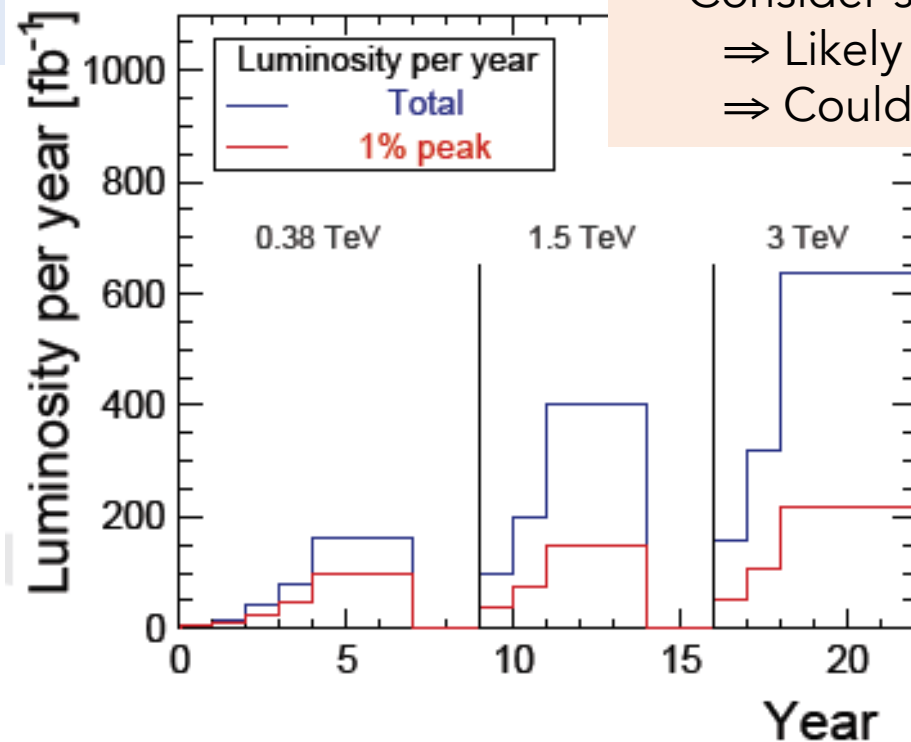 Consider s
⇒ Likely
⇒ Could
Luminosity per year [fb⁻¹]
1000
800
600
400
200
0
Luminosity per year
Total
1% peak
0.38 TeV
1.5 TeV
3 TeV
0
5
10
15
20
Year